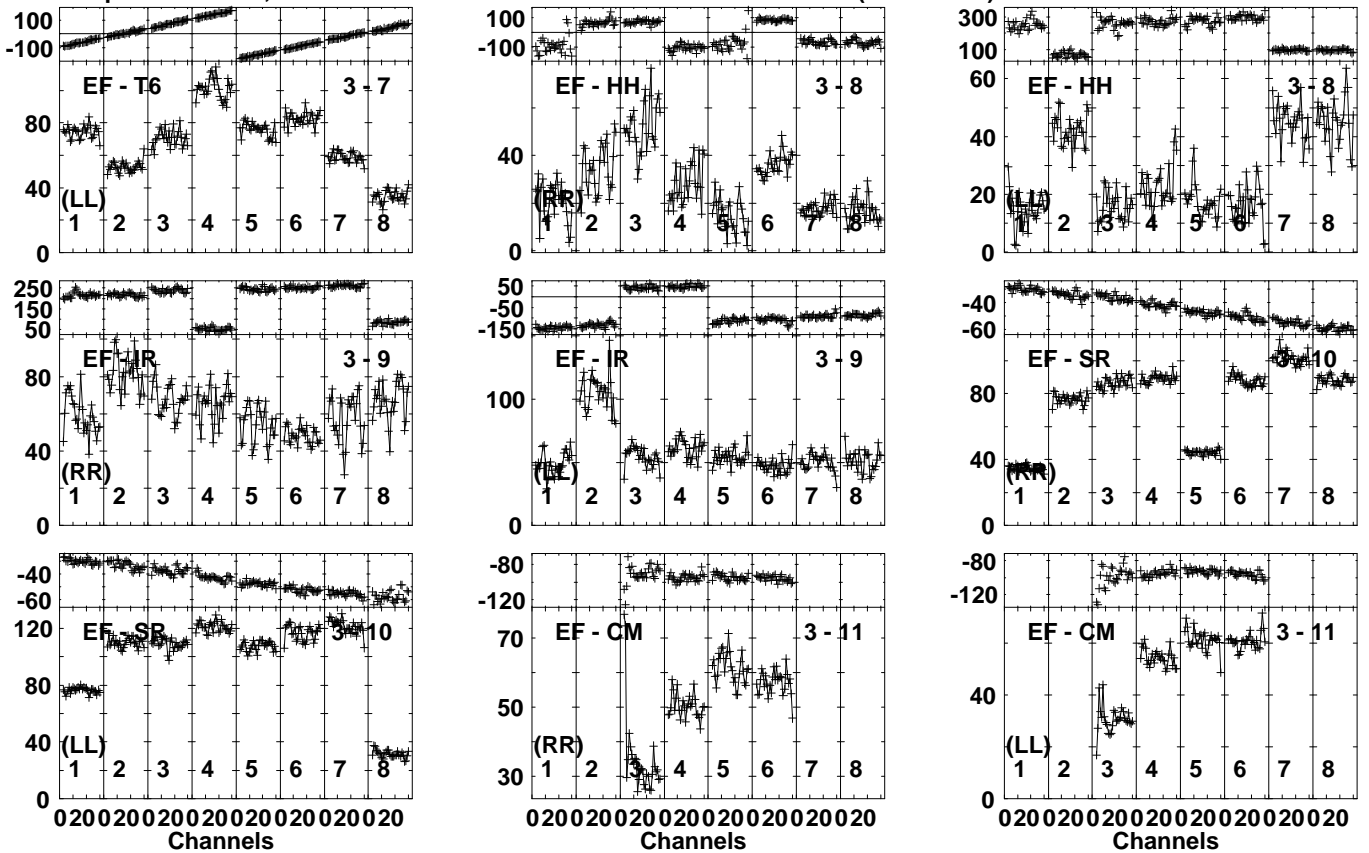 100
-100
EF - T6 3 - 7
80
40
0
(LL)
1 2 3 4 5 6 7 8
100
-100
EF - HH 3 - 8
40
0
(RR)
1 2 3 4 5 6 7 8
300
100
EF - HH 3 - 8
60
40
20
0
(LL)
1 2 3 4 5 6 7 8
250
150
50
EF - IR 3 - 9
80
40
0
(RR)
1 2 3 4 5 6 7 8
50
-50
-150
EF - IR 3 - 9
100
0
(LL)
1 2 3 4 5 6 7 8
-40
-60
EF - SR 3 - 10
80
40
0
(RR)
1 2 3 4 5 6 7 8
-40
-60
EF - SR 3 - 10
120
80
40
0
(LL)
1 2 3 4 5 6 7 8
020020020020020020020020
Channels
-80
-120
EF - CM 3 - 11
70
50
30
(RR)
1 2 3 4 5 6 7 8
020020020020020020020020
Channels
-80
-120
EF - CM 3 - 11
40
0
(LL)
1 2 3 4 5 6 7 8
020020020020020020020020
Channels